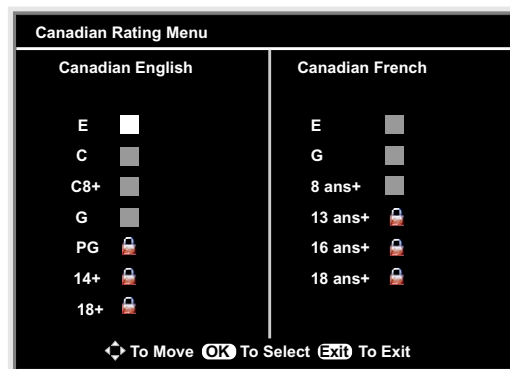 Canadian Rating Menu
Canadian English
E
C
C8+
G
PG
14+
18+
Canadian French
E
G
8 ans+
13 ans+
16 ans+
18 ans+
To Move OK To Select Exit To Exit